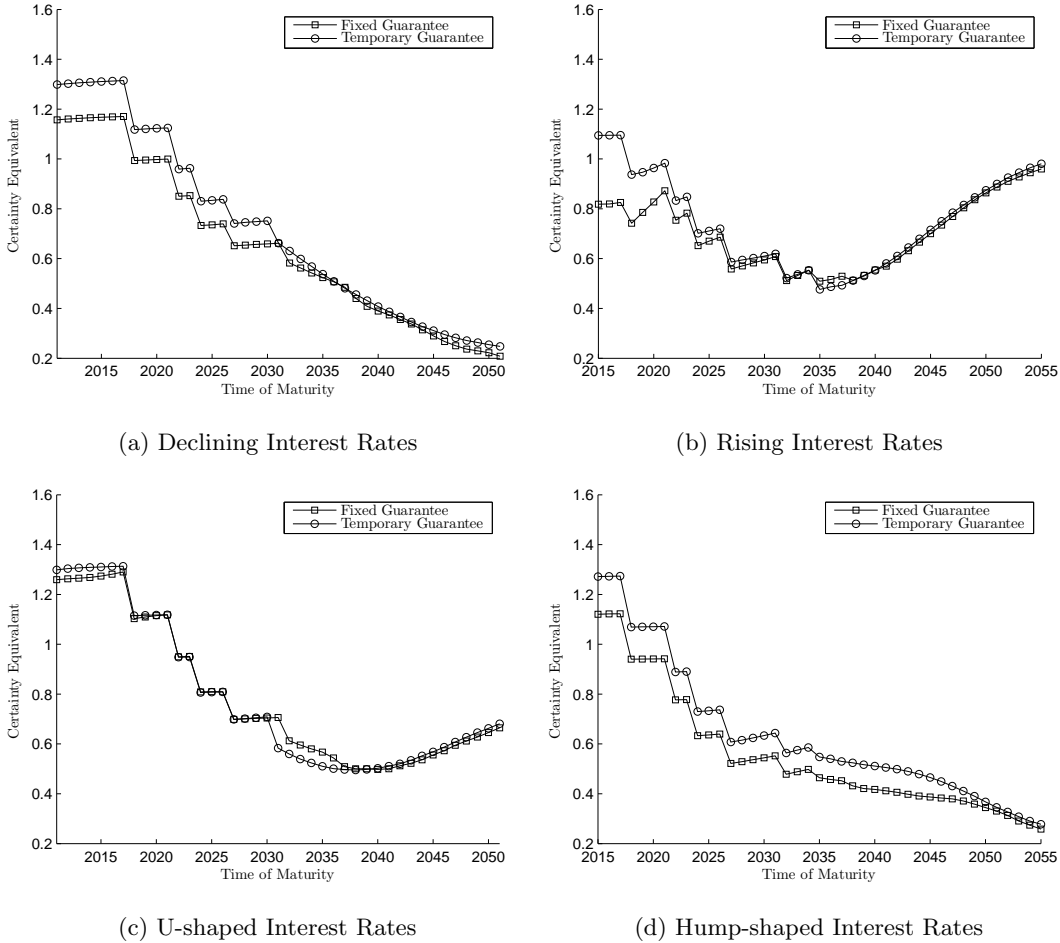 Fixed Guarantee
Temporary Guarantee
1.6
1.4
1.2
1
0.8
0.6
0.4
0.2
Certainty Equivalent
2015 2020 2025 2030 2035 2040 2045 2050
Time of Maturity
(a) Declining Interest Rates
Fixed Guarantee
Temporary Guarantee
1.6
1.4
1.2
1
0.8
0.6
0.4
0.2
Certainty Equivalent
2015 2020 2025 2030 2035 2040 2045 2050 2055
Time of Maturity
(b) Rising Interest Rates
Fixed Guarantee
Temporary Guarantee
1.6
1.4
1.2
1
0.8
0.6
0.4
0.2
Certainty Equivalent
2015 2020 2025 2030 2035 2040 2045 2050
Time of Maturity
(c) U-shaped Interest Rates
Fixed Guarantee
Temporary Guarantee
1.6
1.4
1.2
1
0.8
0.6
0.4
0.2
Certainty Equivalent
2015 2020 2025 2030 2035 2040 2045 2050 2055
Time of Maturity
(d) Hump-shaped Interest Rates